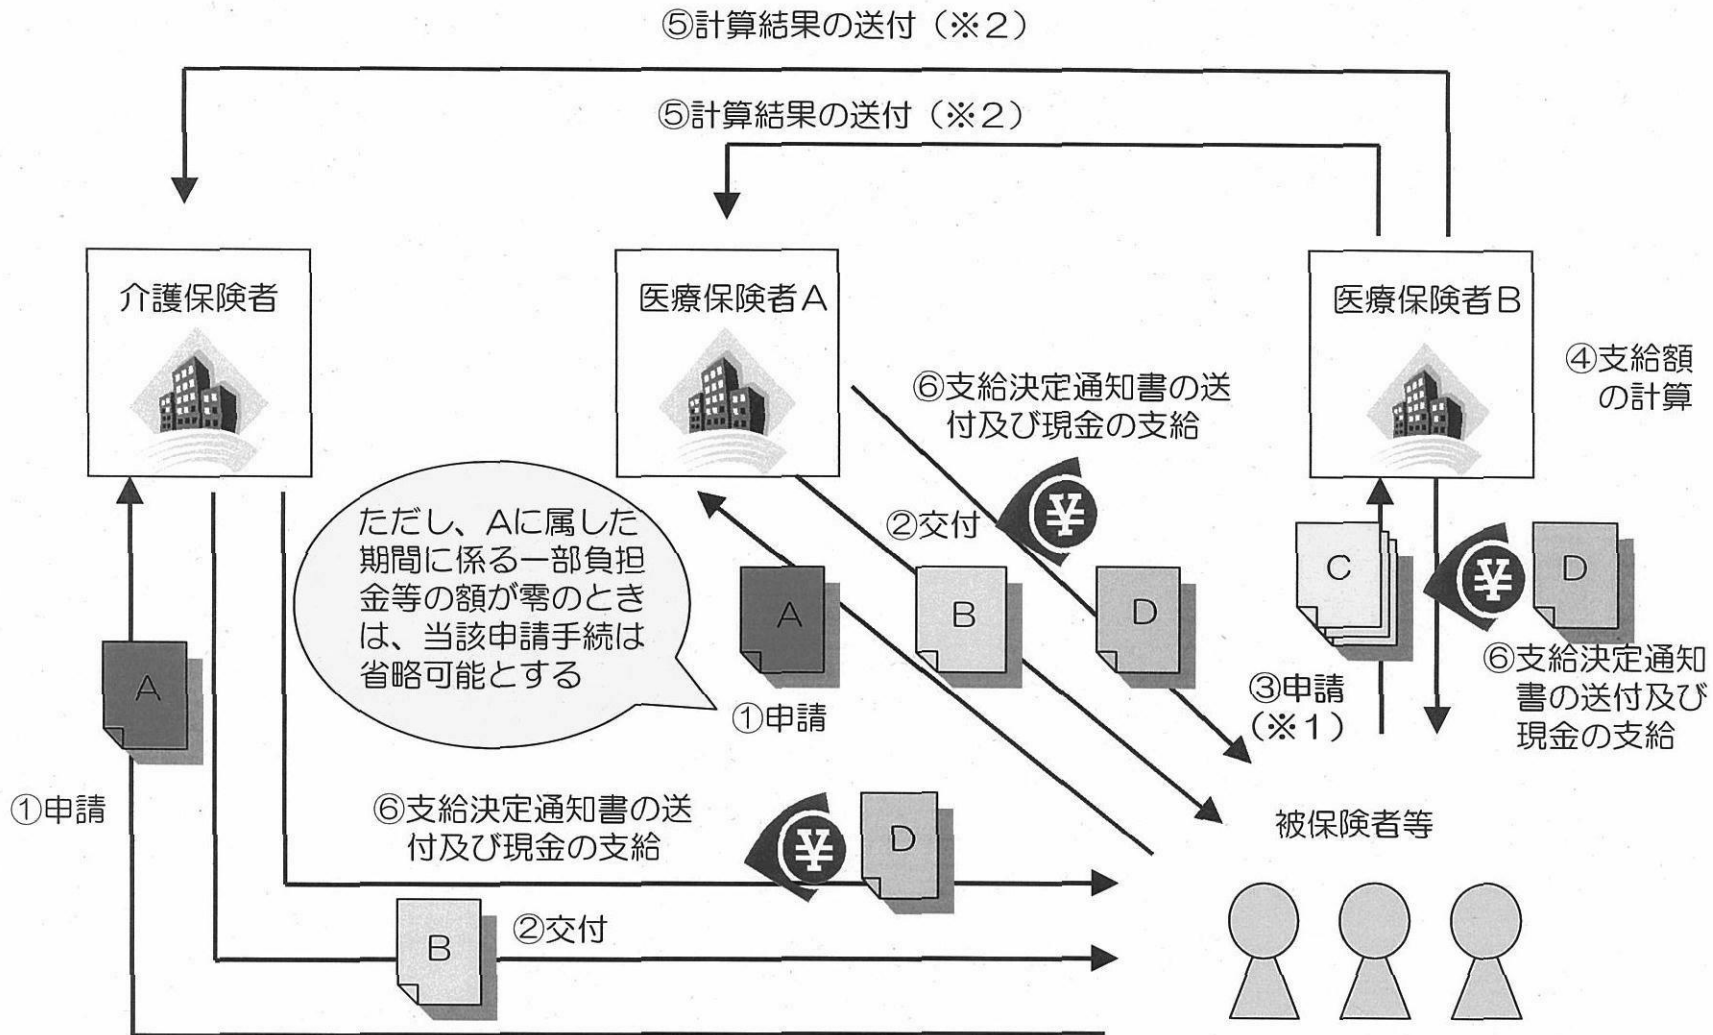 ⑤計算結果の送付（※２）
⑤計算結果の送付（※２）
介護保険者
医療保険者Ａ
医療保険者Ｂ
④支給額
の計算
⑥支給決定通知書の送
付及び現金の支給
ただし、Ａに属した
期間に係る一部負担
金等の額が零のとき
は、当該申請手続は
省略可能とする
②交付
¥
A
B
D
①申請
C
¥
D
③申請
（※１）
⑥支給決定通知
書の送付及び
現金の支給
A
①申請
⑥支給決定通知書の送
付及び現金の支給
¥
D
被保険者等
B
②交付